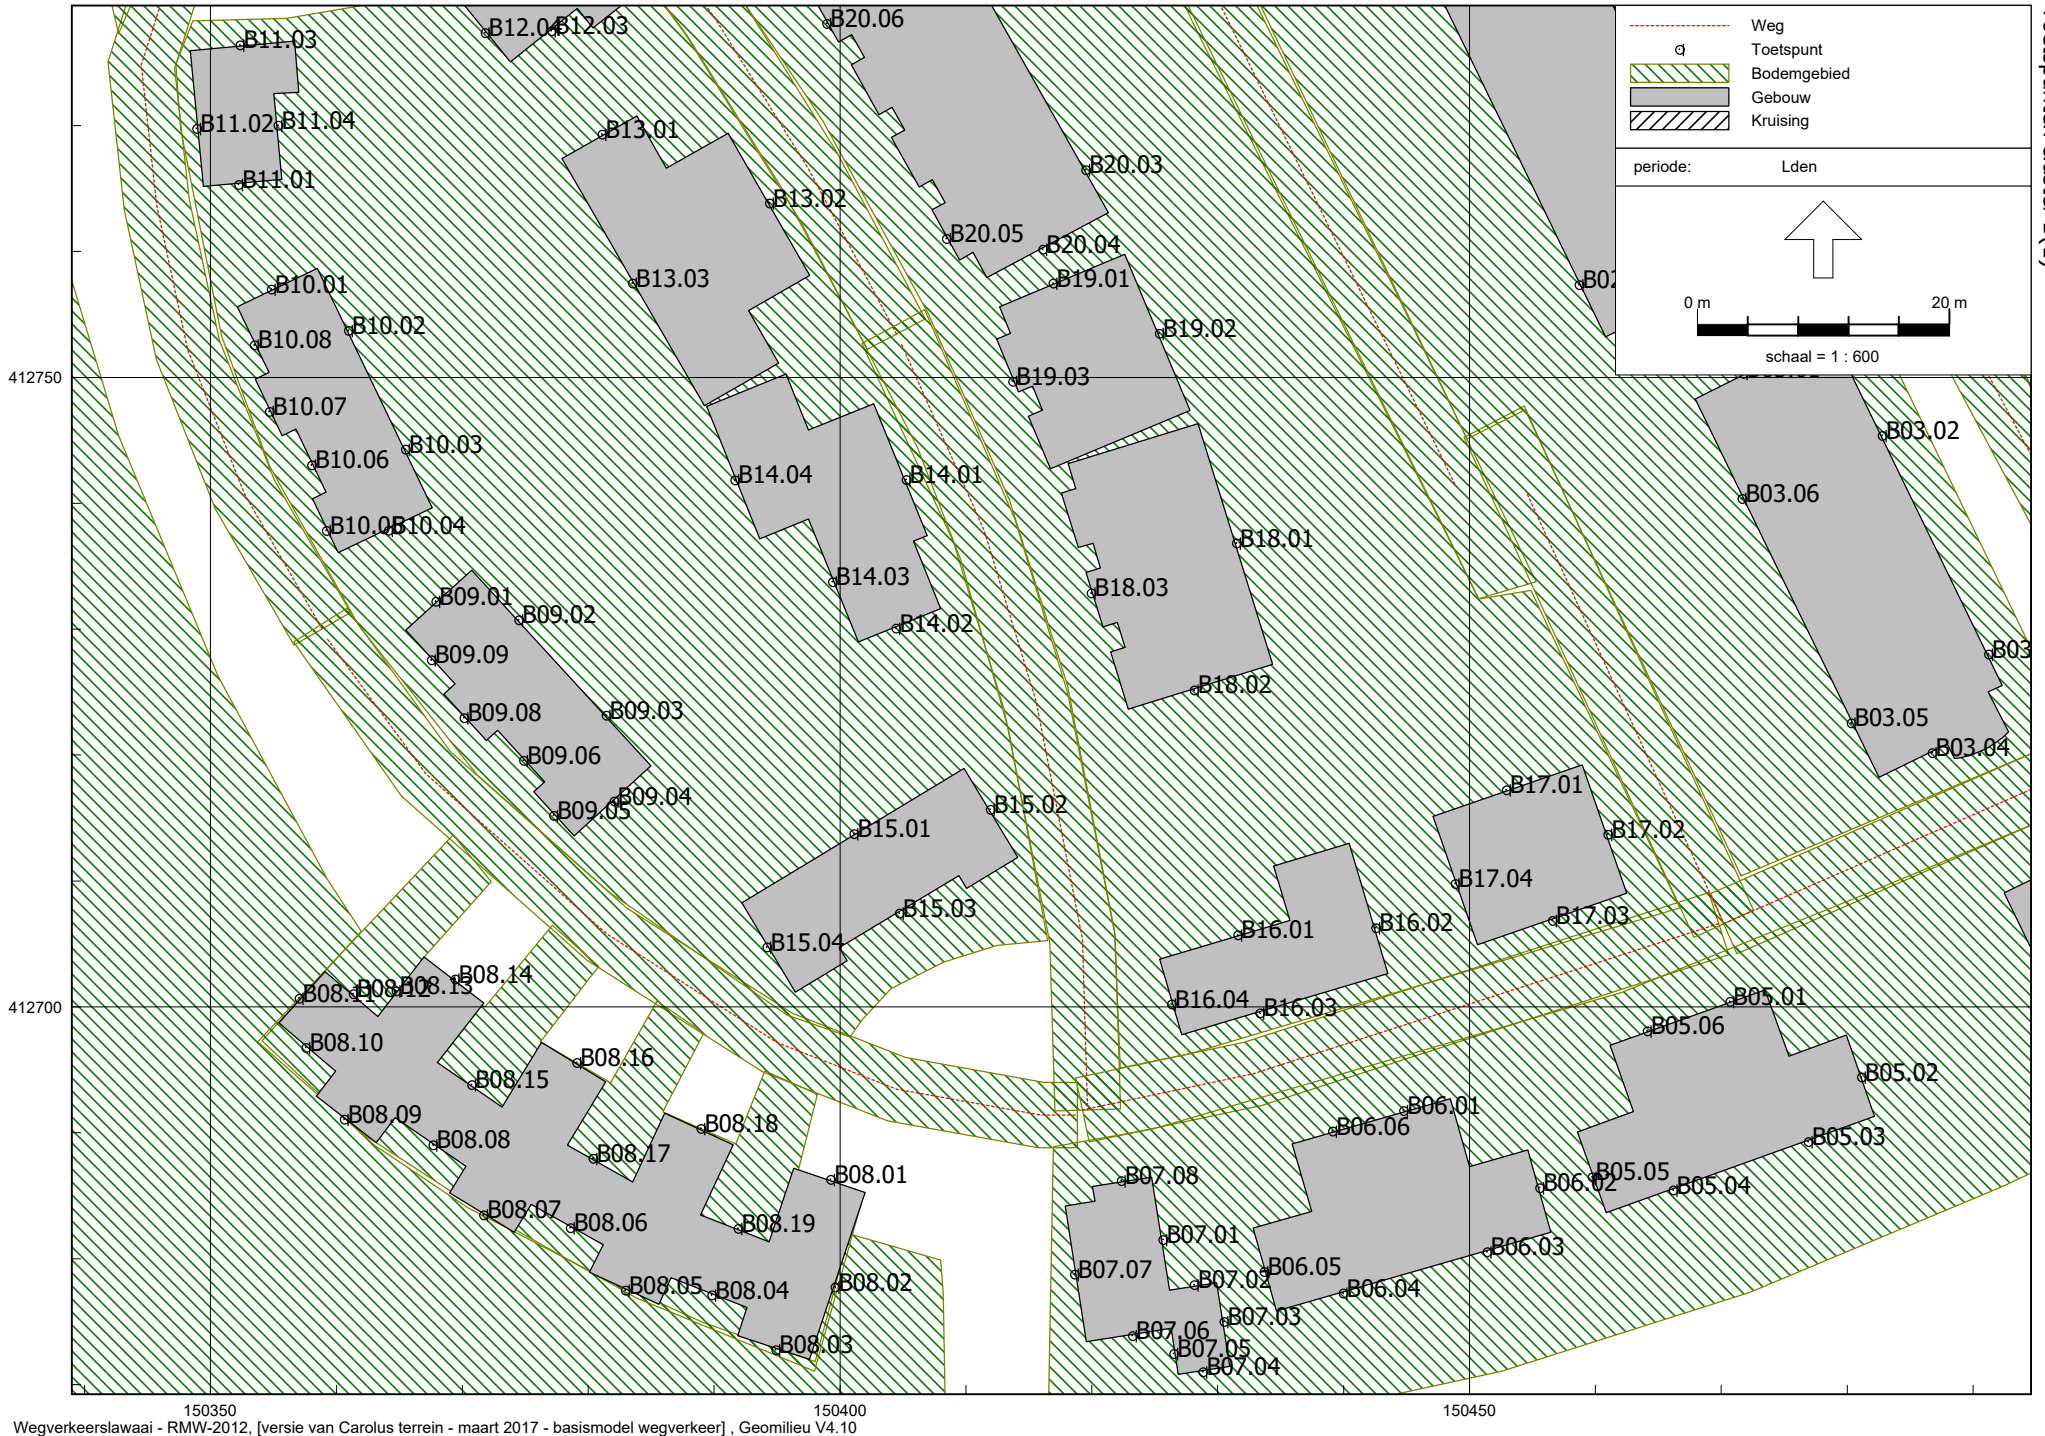 Weg
Toetspunt
Bodemgebied
Gebouw
Kruising
periode: Lden
0 m 20 m
schaal = 1 : 600
B12.04 B12.03 B20.06
B11.03
B11.02 B11.04
B11.01
B13.01
B13.02
B13.03
B20.03
B20.05 B20.04
B19.01
B19.02
B19.03
B10.01
B10.02
B10.08
B10.07
B10.03
B10.06
B10.05 B10.04
412750
B03.02
B03.06
B14.04 B14.01
B14.03
B14.02
B18.01
B18.03
B18.02
B09.01
B09.02
B09.09
B09.08 B09.03
B09.06
B09.04
B09.05
B03.05
B03.04
B15.01 B15.02
B15.03
B15.04
B17.01
B17.02
B17.04
B17.03
B16.01 B16.02
B16.04 B16.03
412700
B08.11 B08.12 B08.13 B08.14
B08.10
B08.15 B08.16
B08.09
B08.08
B08.17 B08.18
B08.07 B08.06
B08.19 B08.01
B08.05 B08.04 B08.02
B08.03
B05.01
B05.06
B05.02
B05.03
B05.05 B05.04
B06.01
B06.06
B06.02
B06.03
B06.05
B06.04
B07.08
B07.01
B07.07 B07.02
B07.03
B07.06
B07.05
B07.04
150350 150400 150450
Wegverkeerslawaai - RMW-2012, [versie van Carolus terrein - maart 2017 - basismodel wegverkeer] , Geomilieu V4.10